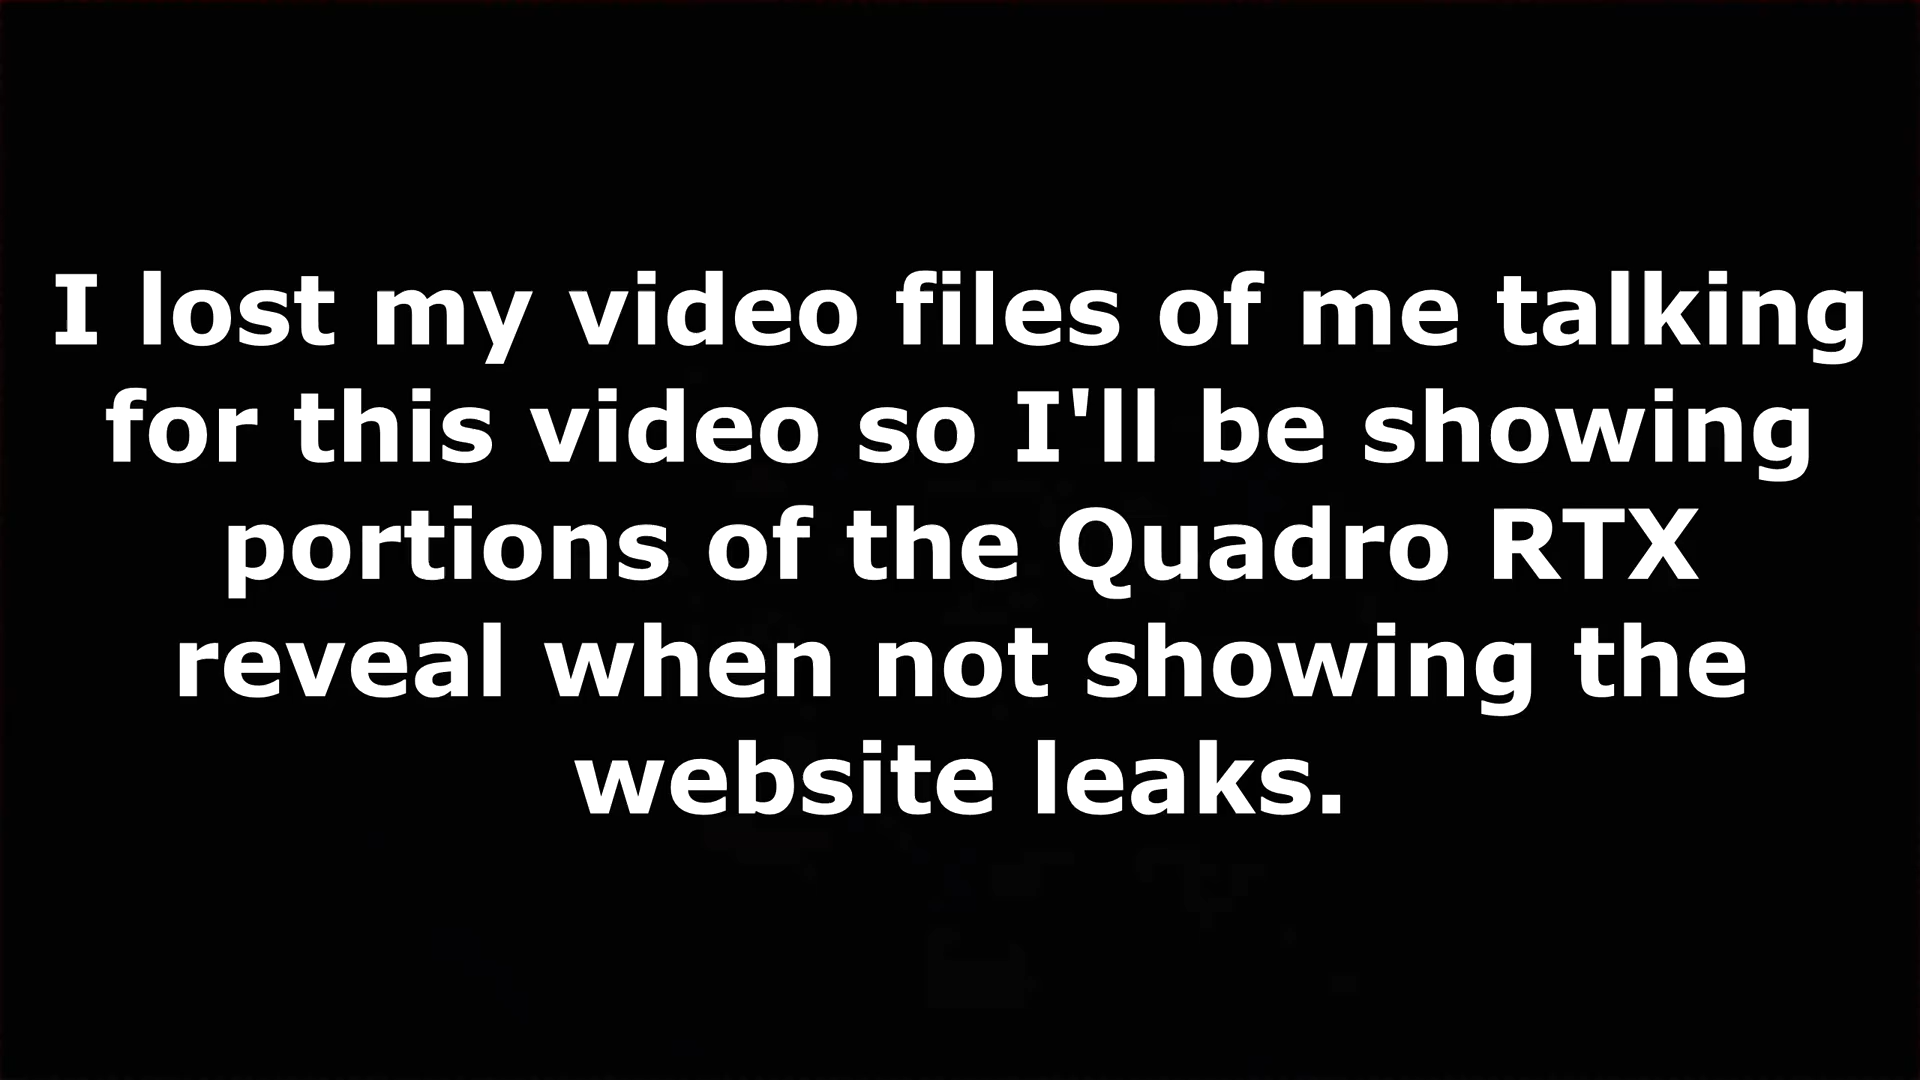 I lost my video files of me talking
for this video so I'll be showing
portions of the Quadro RTX
reveal when not showing the
website leaks.